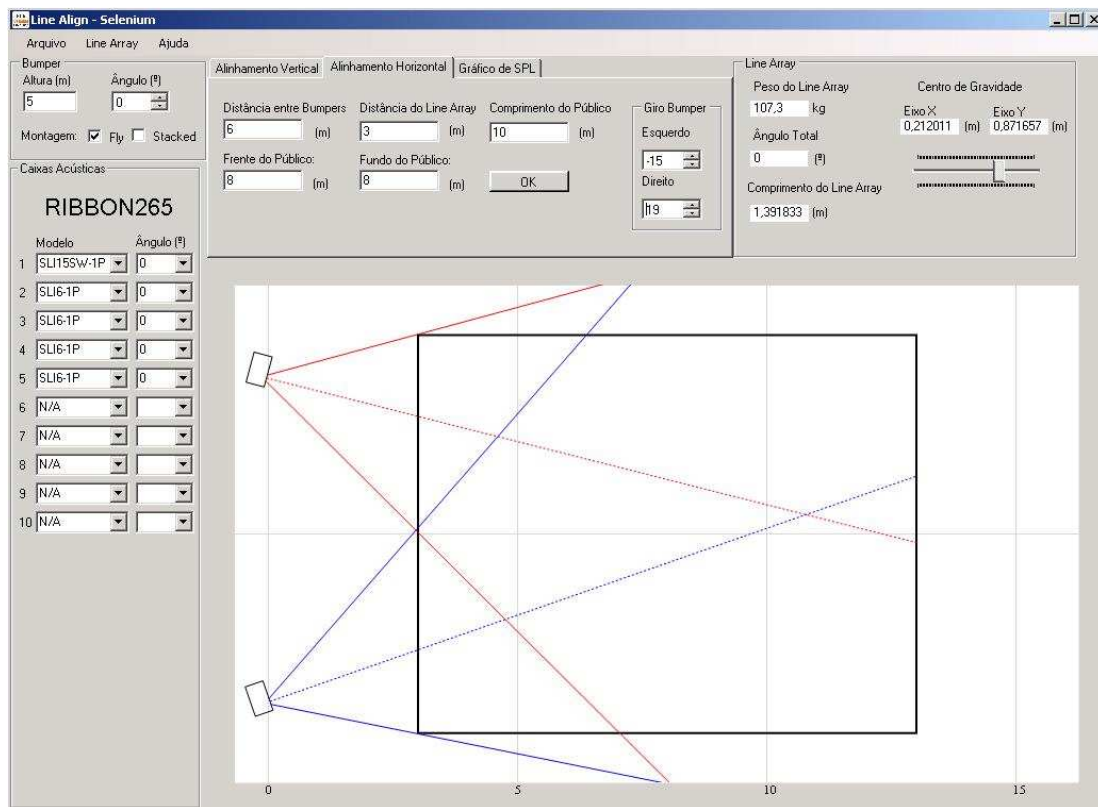 Line Align - Selenium
Arquivo Line Array Ajuda
Bumper
Altura (m) Ângulo (º)
5 0
Montagem: Fly Stacked
Caixas Acústicas
RIBBON265
Modelo Ângulo (º)
1 SLI15SW-1P 0
2 SLI6-1P 0
3 SLI6-1P 0
4 SLI6-1P 0
5 SLI6-1P 0
6 N/A
7 N/A
8 N/A
9 N/A
10 N/A
Alinhamento Vertical Alinhamento Horizontal Gráfico de SPL
Distância entre Bumpers Distância do Line Array Comprimento do Público
6 (m) 3 (m) 10 (m)
Frente do Público: Fundo do Público:
8 (m) 8 (m) OK
Giro Bumper
Esquerdo
-15
Direito
19
Line Array
Peso do Line Array
107,3 kg
Ângulo Total
0 (º)
Comprimento do Line Array
1,391833 (m)
Centro de Gravidade
Eixo X Eixo Y
0,212011 (m) 0,871657 (m)
0 5 10 15